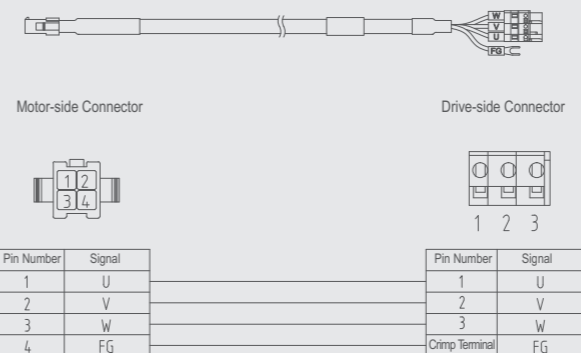 W
V
U
FG
Motor-side Connector Drive-side Connector
1 2
3 4
1 2 3
Pin Number Signal Pin Number Signal
1 U 1 U
2 V 2 V
3 W 3 W
4 FG Crimp Terminal FG